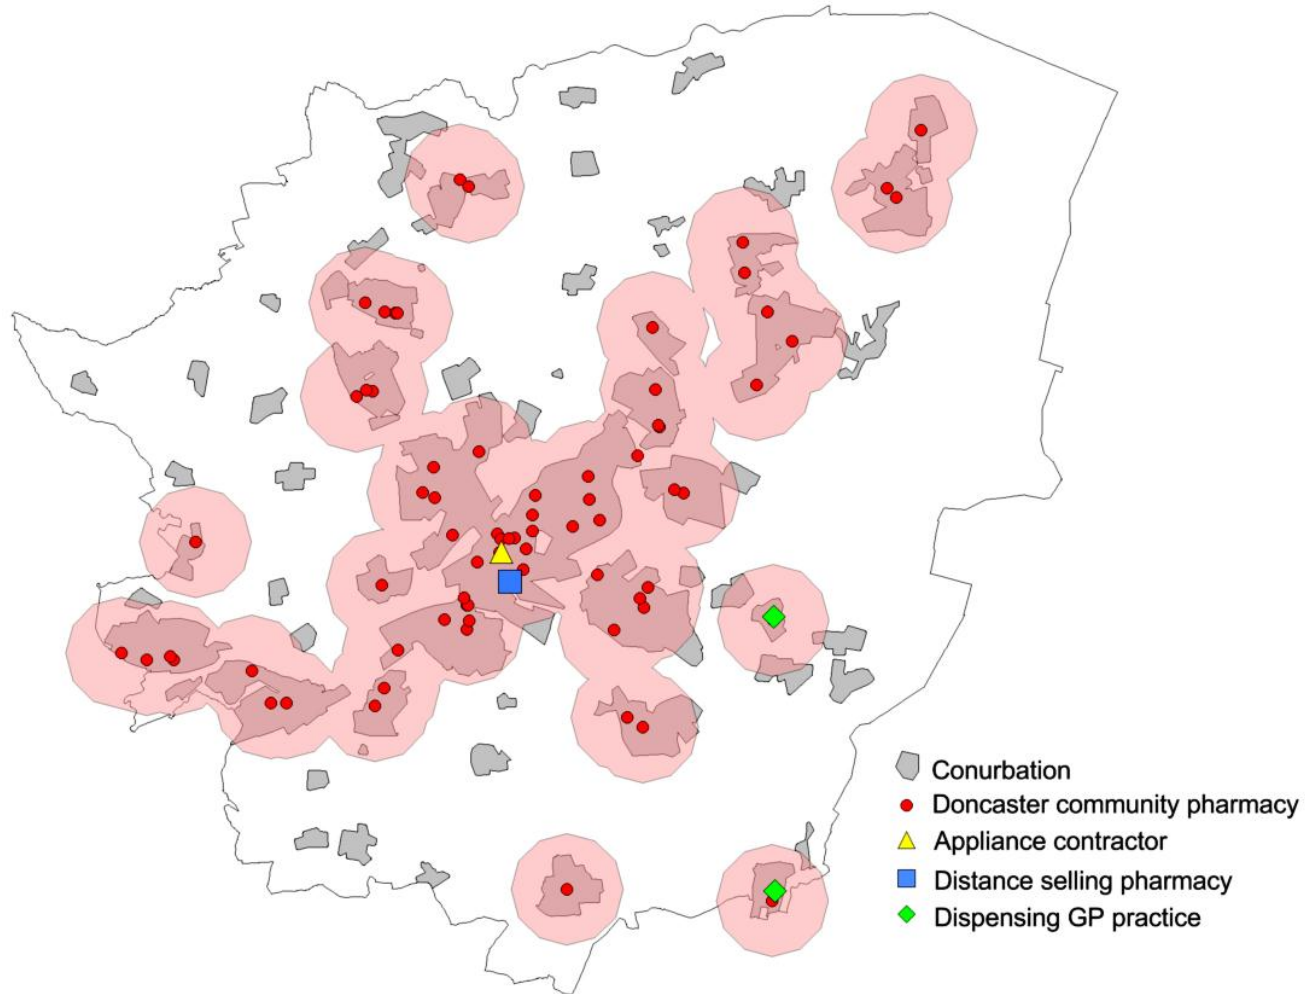 Conurbation
Doncaster community pharmacy
Appliance contractor
Distance selling pharmacy
Dispensing GP practice